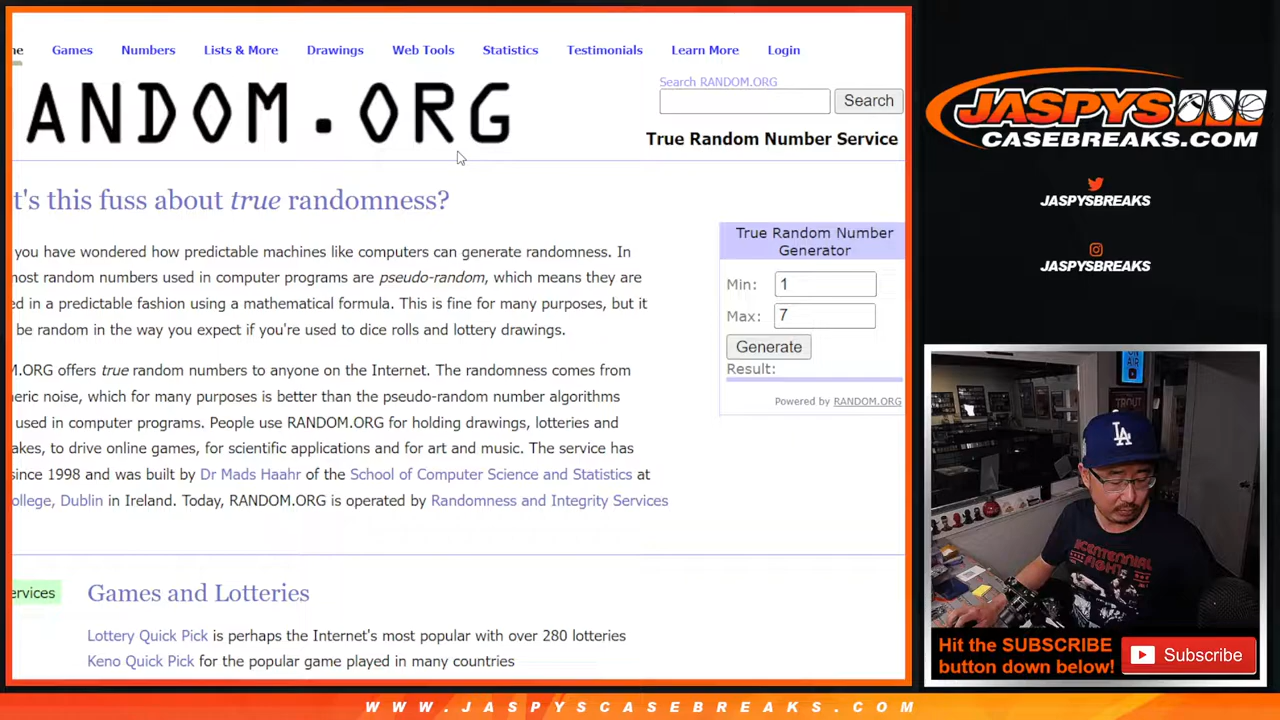 ne Games Numbers Lists & More Drawings Web Tools Statistics Testimonials Learn More Login
ANDOM.ORG
Search RANDOM.ORG
Search
True Random Number Service
t's this fuss about true randomness?
you have wondered how predictable machines like computers can generate randomness. In
most random numbers used in computer programs are pseudo-random, which means they are
ed in a predictable fashion using a mathematical formula. This is fine for many purposes, but it
be random in the way you expect if you're used to dice rolls and lottery drawings.
M.ORG offers true random numbers to anyone on the Internet. The randomness comes from
eric noise, which for many purposes is better than the pseudo-random number algorithms
used in computer programs. People use RANDOM.ORG for holding drawings, lotteries and
akes, to drive online games, for scientific applications and for art and music. The service has
since 1998 and was built by Dr Mads Haahr of the School of Computer Science and Statistics at
ollege, Dublin in Ireland. Today, RANDOM.ORG is operated by Randomness and Integrity Services
True Random Number
Generator
Min: 1
Max: 7
Generate
Result:
Powered by RANDOM.ORG
ervices
Games and Lotteries
Lottery Quick Pick is perhaps the Internet's most popular with over 280 lotteries
Keno Quick Pick for the popular game played in many countries
JASPYS
CASEBREAKS.COM
JASPYSBREAKS
JASPYSBREAKS
ON
AIR
TROUT
LA
BICENTENNIAL
FIGHT
Hit the SUBSCRIBE
button down below!
Subscribe
WWW.JASPYSCASEBREAKS.COM